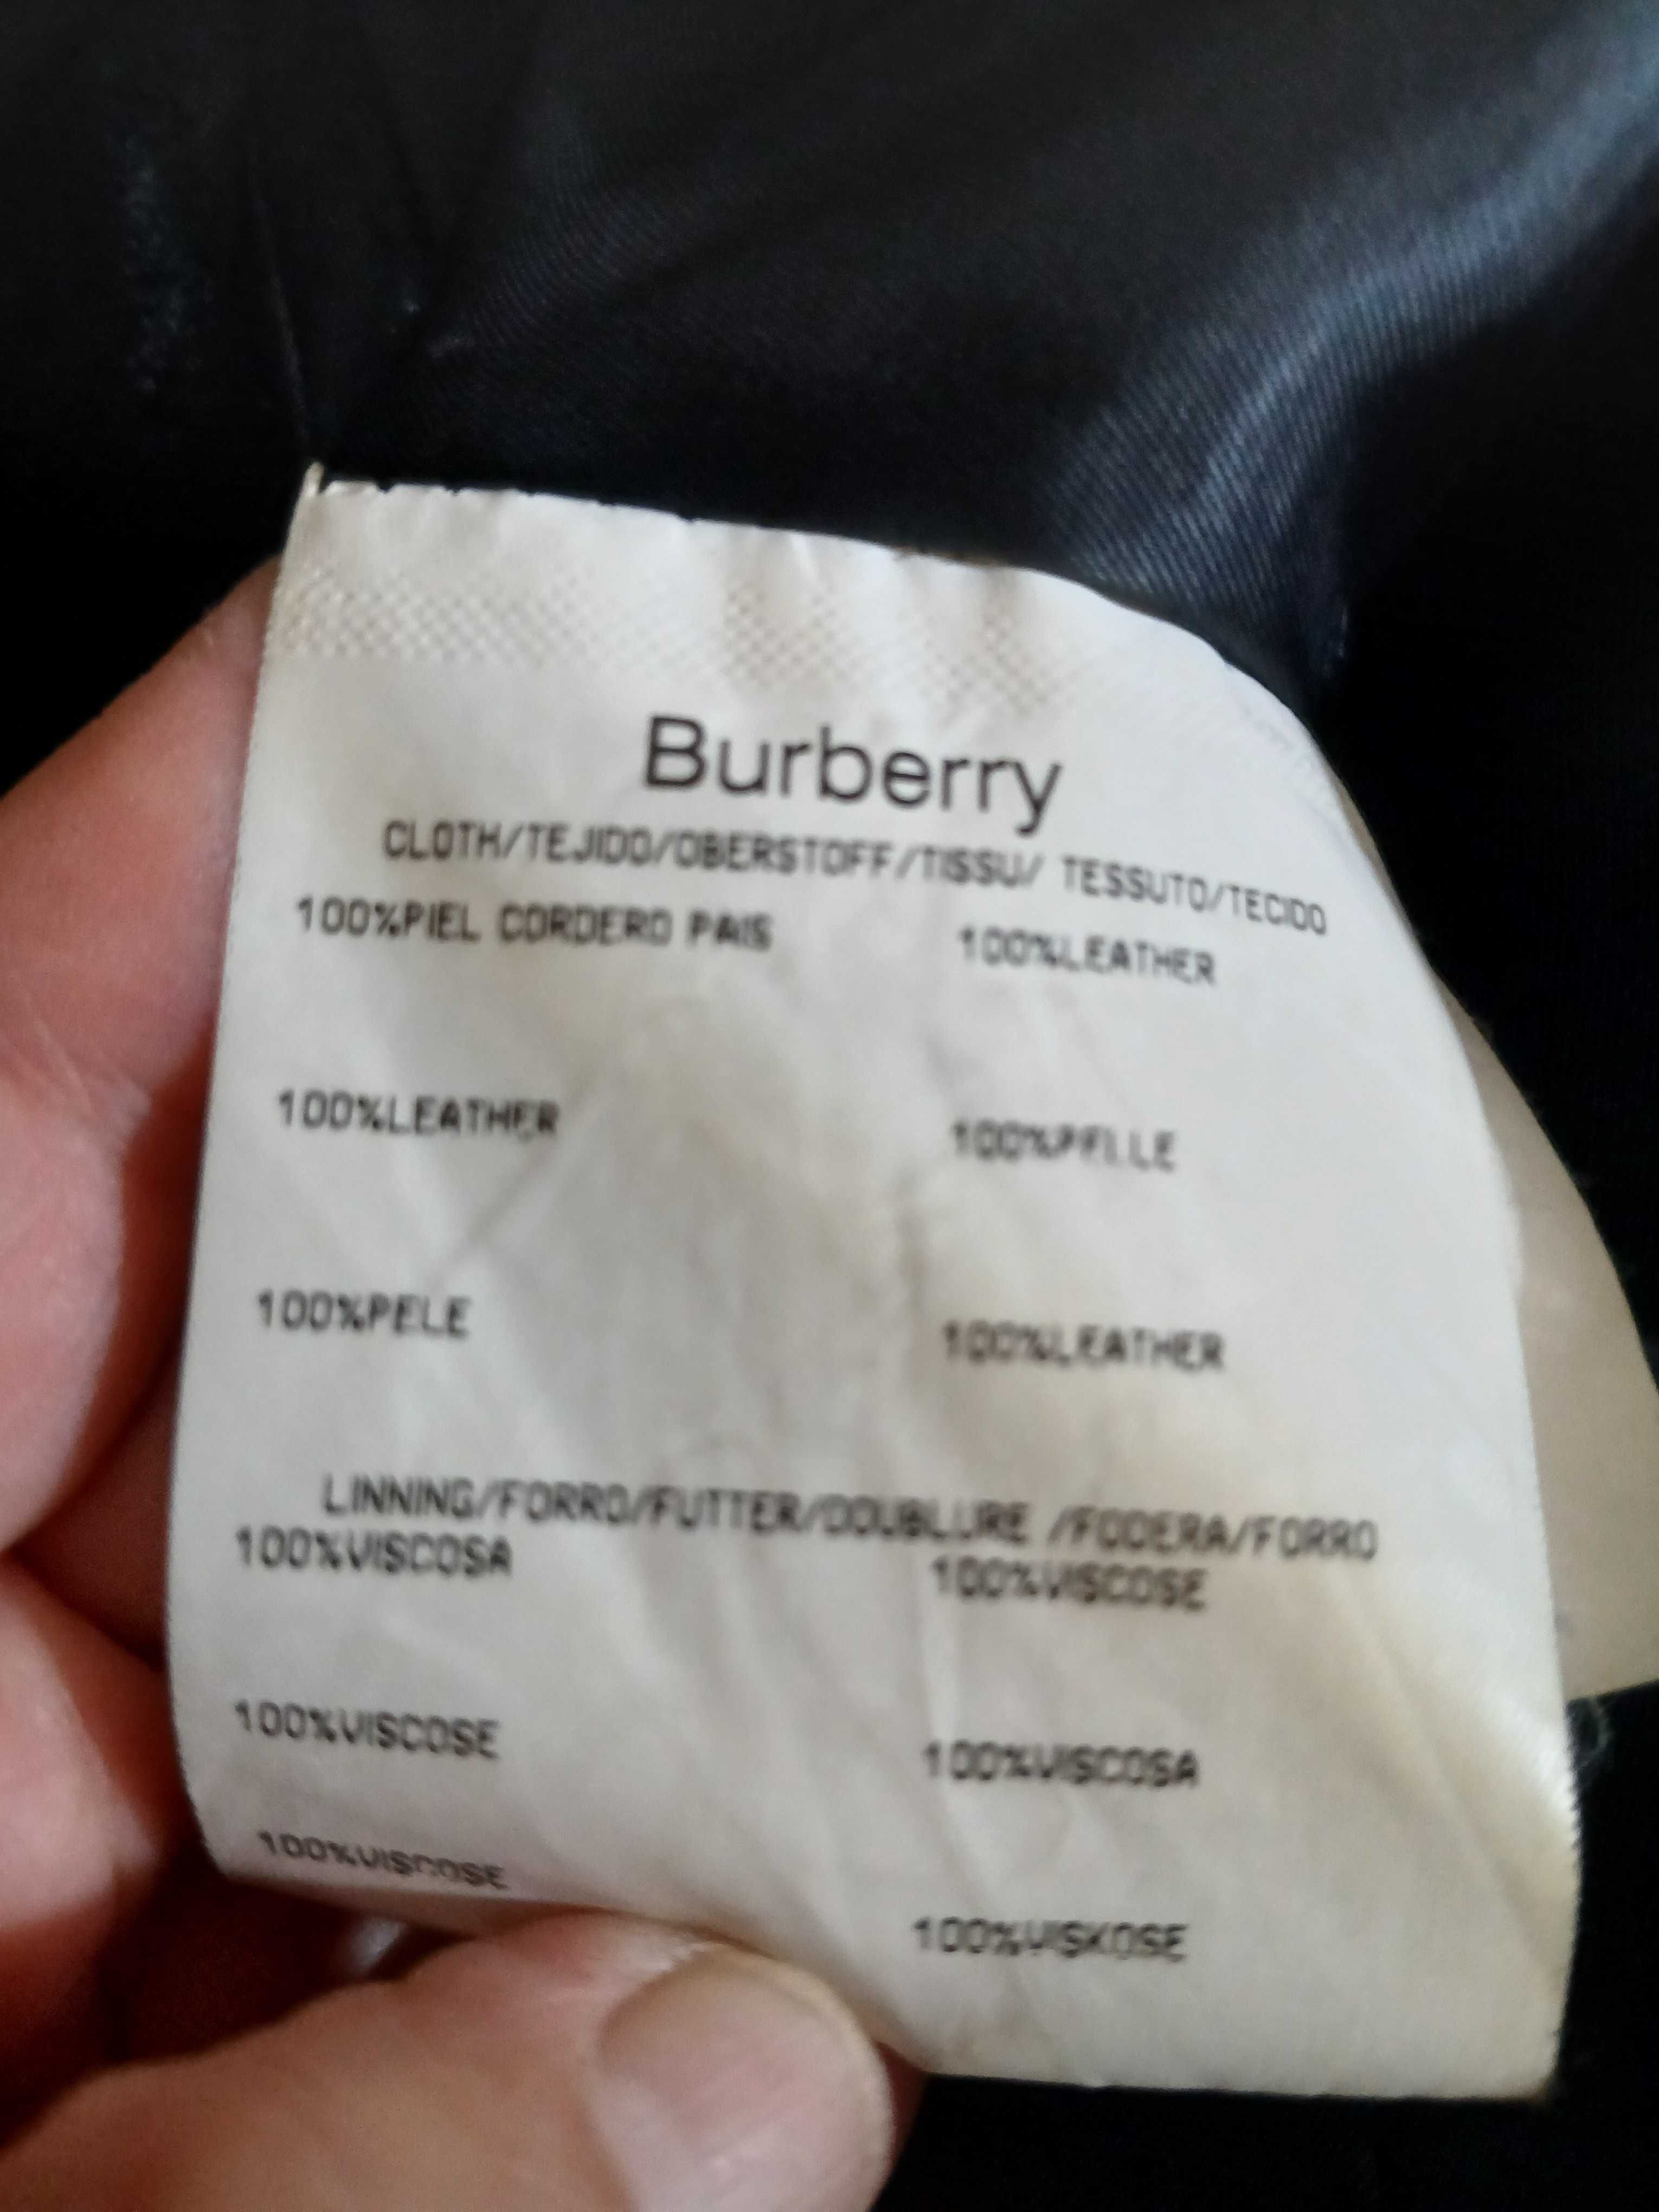 Burberry
CLOTH/TEJIDO/OBERSTOFF/TISSU/ TESSUTO/TECIDO
100%PIEL CORDERO PAIS 100%LEATHER
100%LEATHER 100%PELLE
100%PELE 100%LEATHER
LINNING/FORRO/FUTTER/DOUBLURE /FODERA/FORRO
100%VISCOSA 100%VISCOSE
100%VISCOSE 100%VISCOSA
100%VISCOSE 100%VISKOSE